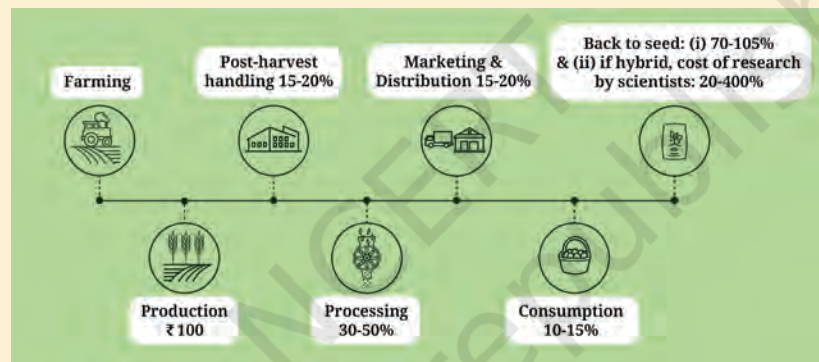 Farming
Post-harvest
handling 15-20%
Marketing &
Distribution 15-20%
Back to seed: (i) 70-105%
& (ii) if hybrid, cost of research
by scientists: 20-400%
Production
₹100
Processing
30-50%
Consumption
10-15%
NCERT